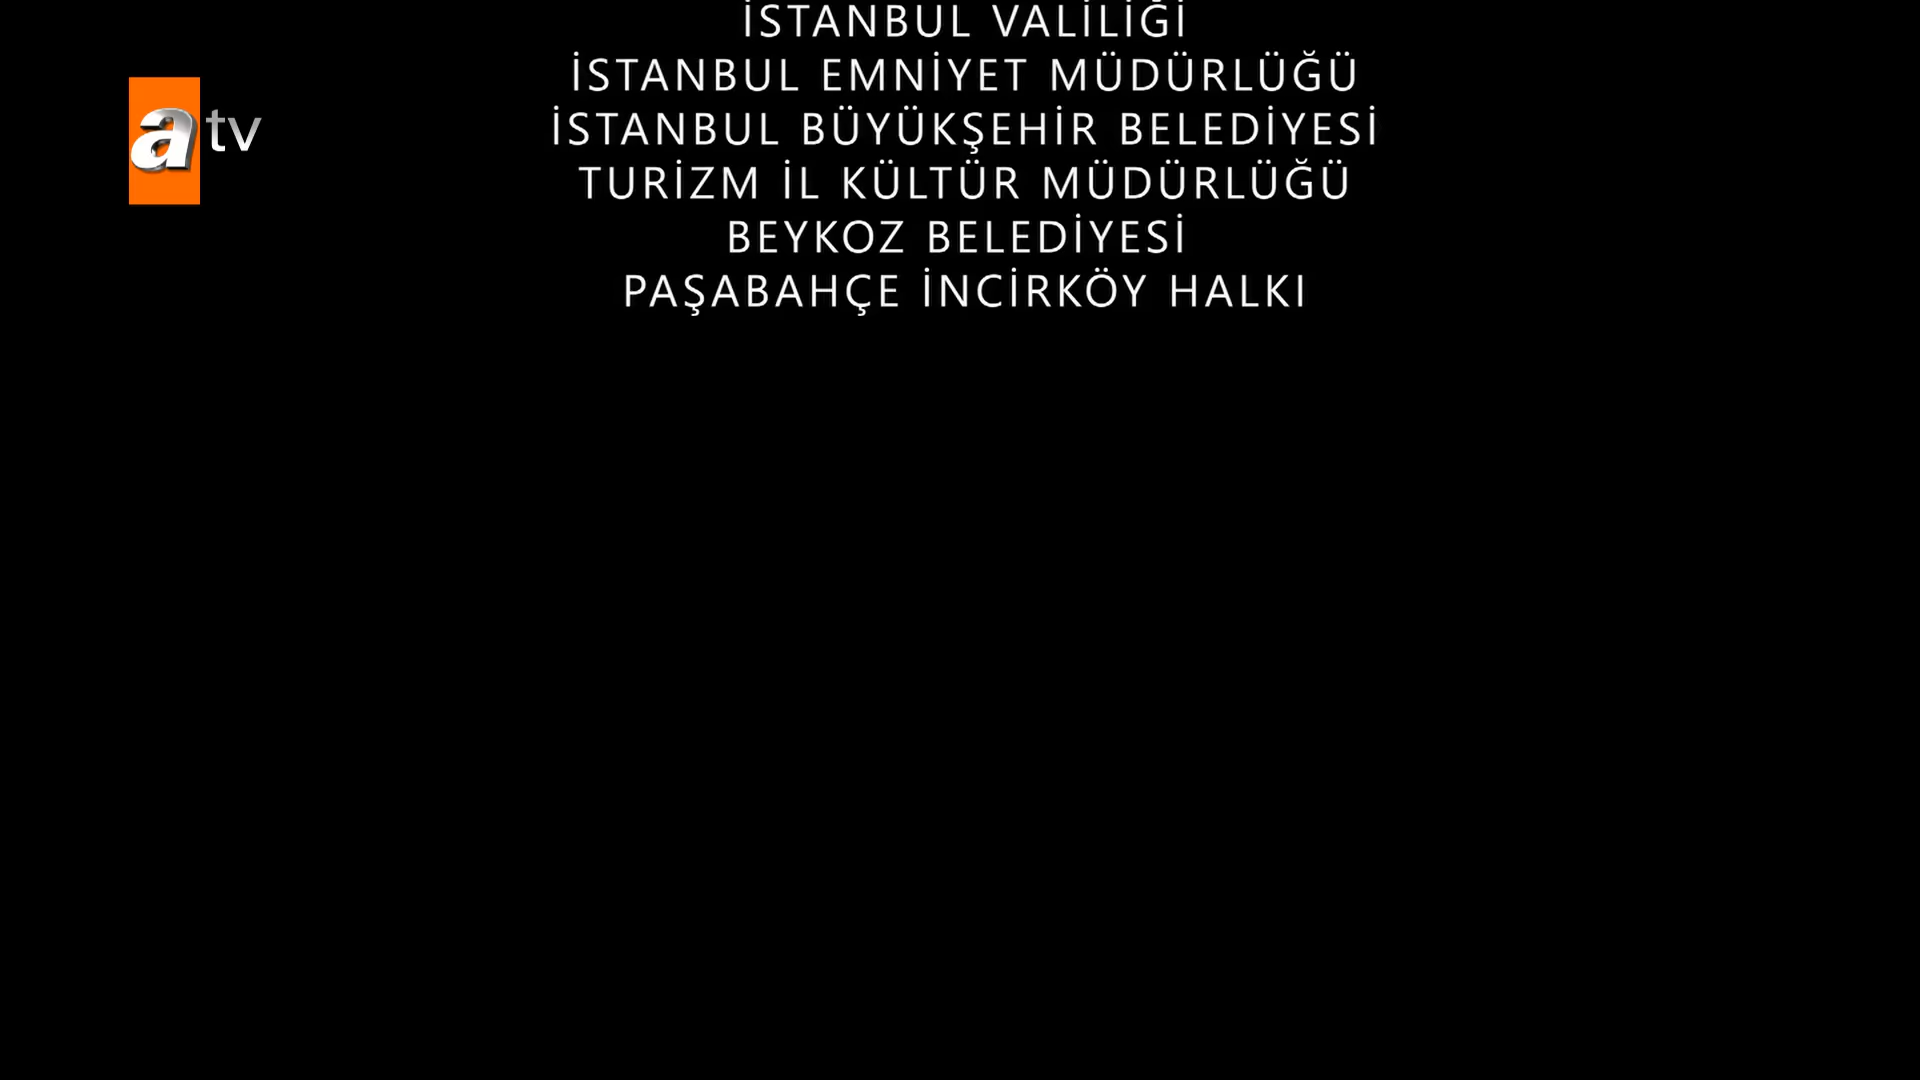 İSTANBUL VALİLİĞİ
İSTANBUL EMNİYET MÜDÜRLÜĞÜ
atv
İSTANBUL BÜYÜKŞEHİR BELEDİYESİ
TURİZM İL KÜLTÜR MÜDÜRLÜĞÜ
BEYKOZ BELEDİYESİ
PAŞABAHÇE İNCİRKÖY HALKI